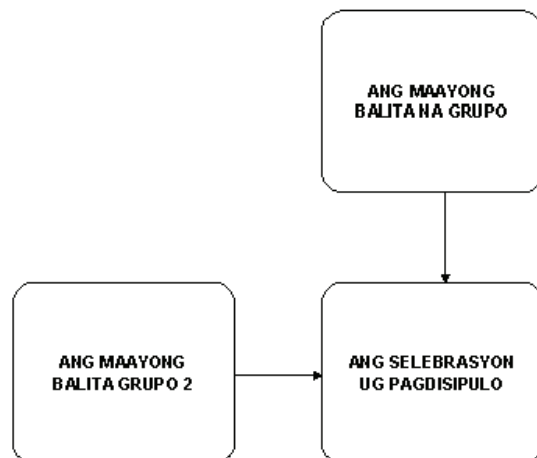 ANG MAAYONG
BALITA NA GRUPO
ANG MAAYONG
BALITA GRUPO 2
ANG SELEBRASYON
UG PAGDISIPULO